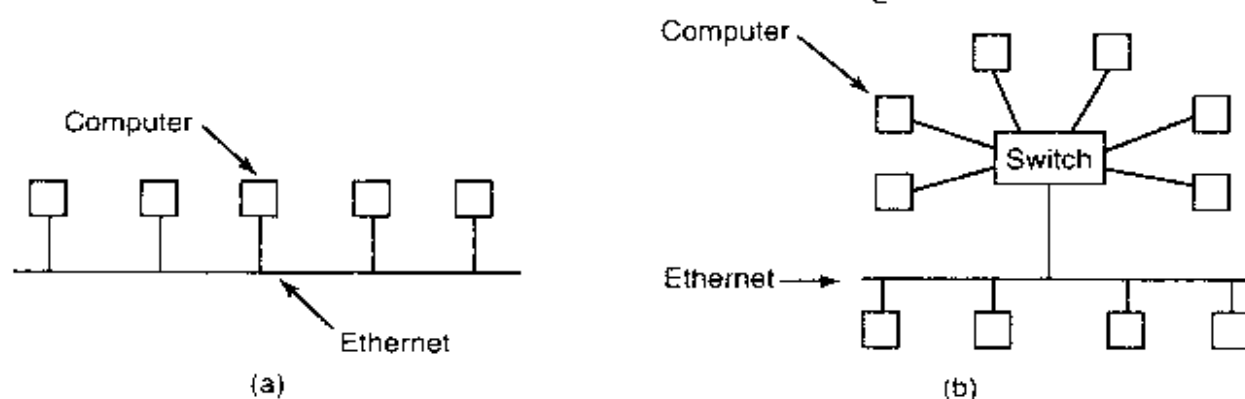 Computer
Ethernet
(a)
Computer
Switch
Ethernet
(b)